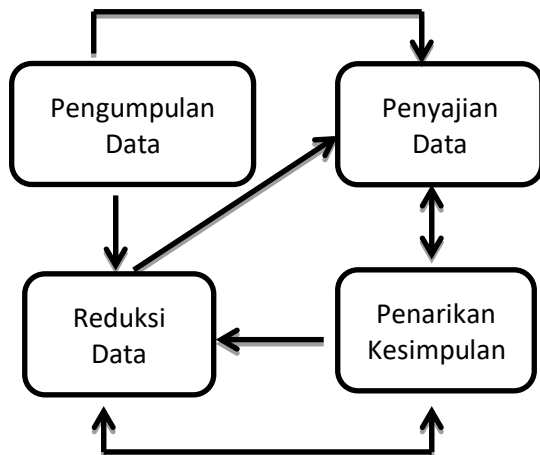 Pengumpulan
Data
Penyajian
Data
Reduksi
Data
Penarikan
Kesimpulan